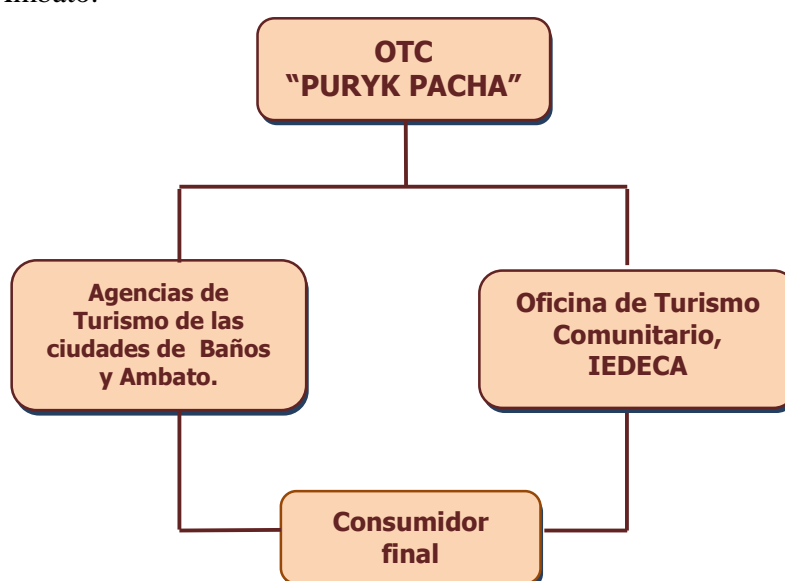 OTC
“PURYK PACHA”
Agencias de
Turismo de las
ciudades de Baños
y Ambato.
Oficina de Turismo
Comunitario,
IEDECA
Consumidor
final